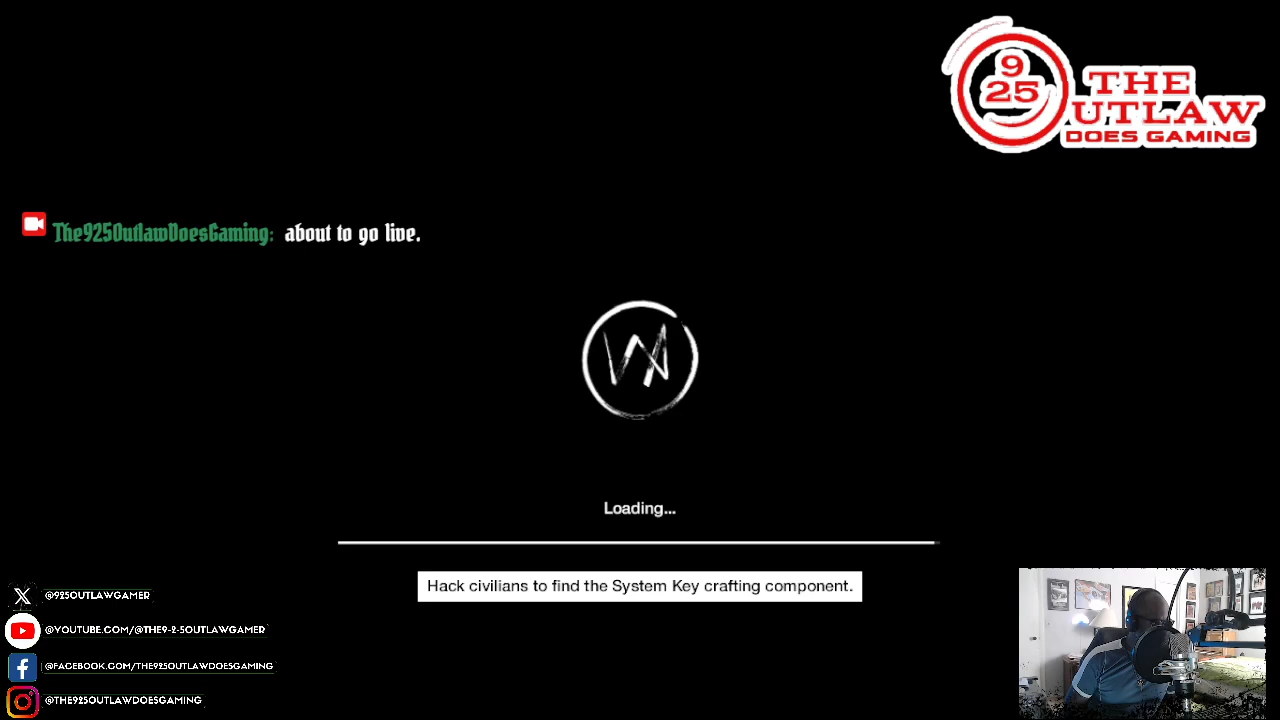 9
25
THE
OUTLAW
DOES GAMING
The925OutlawDoesGaming: about to go live.
Loading...
Hack civilians to find the System Key crafting component.
@925OUTLAWGAMER
@YOUTUBE.COM/@THE9-2-5OUTLAWGAMER
@FACEBOOK.COM/THE925OUTLAWDOESGAMING
@THE925OUTLAWDOESGAMING